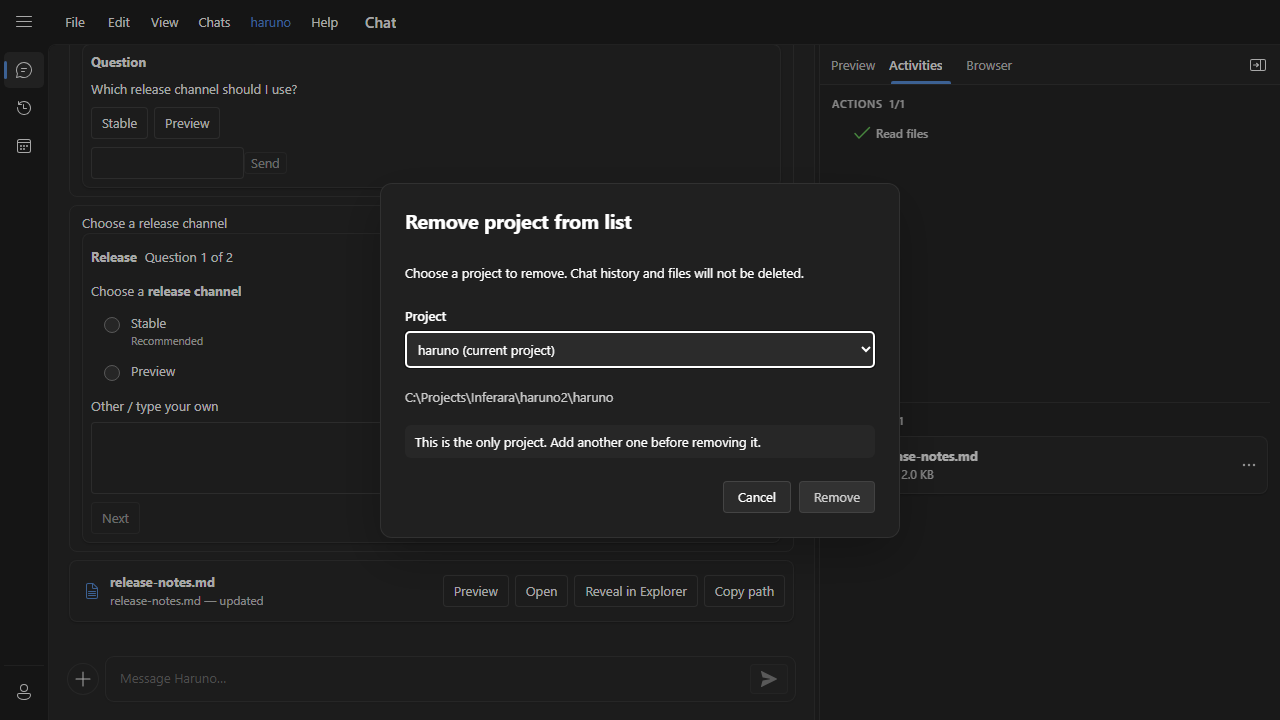 File Edit View Chats haruno Help Chat
Question
Which release channel should I use?
Stable Preview
Send
Choose a release channel
Release Question 1 of 2
Choose a release channel
Stable
Recommended
Preview
Other / type your own
Next
release-notes.md
release-notes.md — updated
Preview Open Reveal in Explorer Copy path
Message Haruno...
Remove project from list
Choose a project to remove. Chat history and files will not be deleted.
Project
haruno (current project)
C:\Projects\Inferara\haruno2\haruno
This is the only project. Add another one before removing it.
Cancel Remove
Preview Activities Browser
ACTIONS 1/1
Read files
se-notes.md
2.0 KB